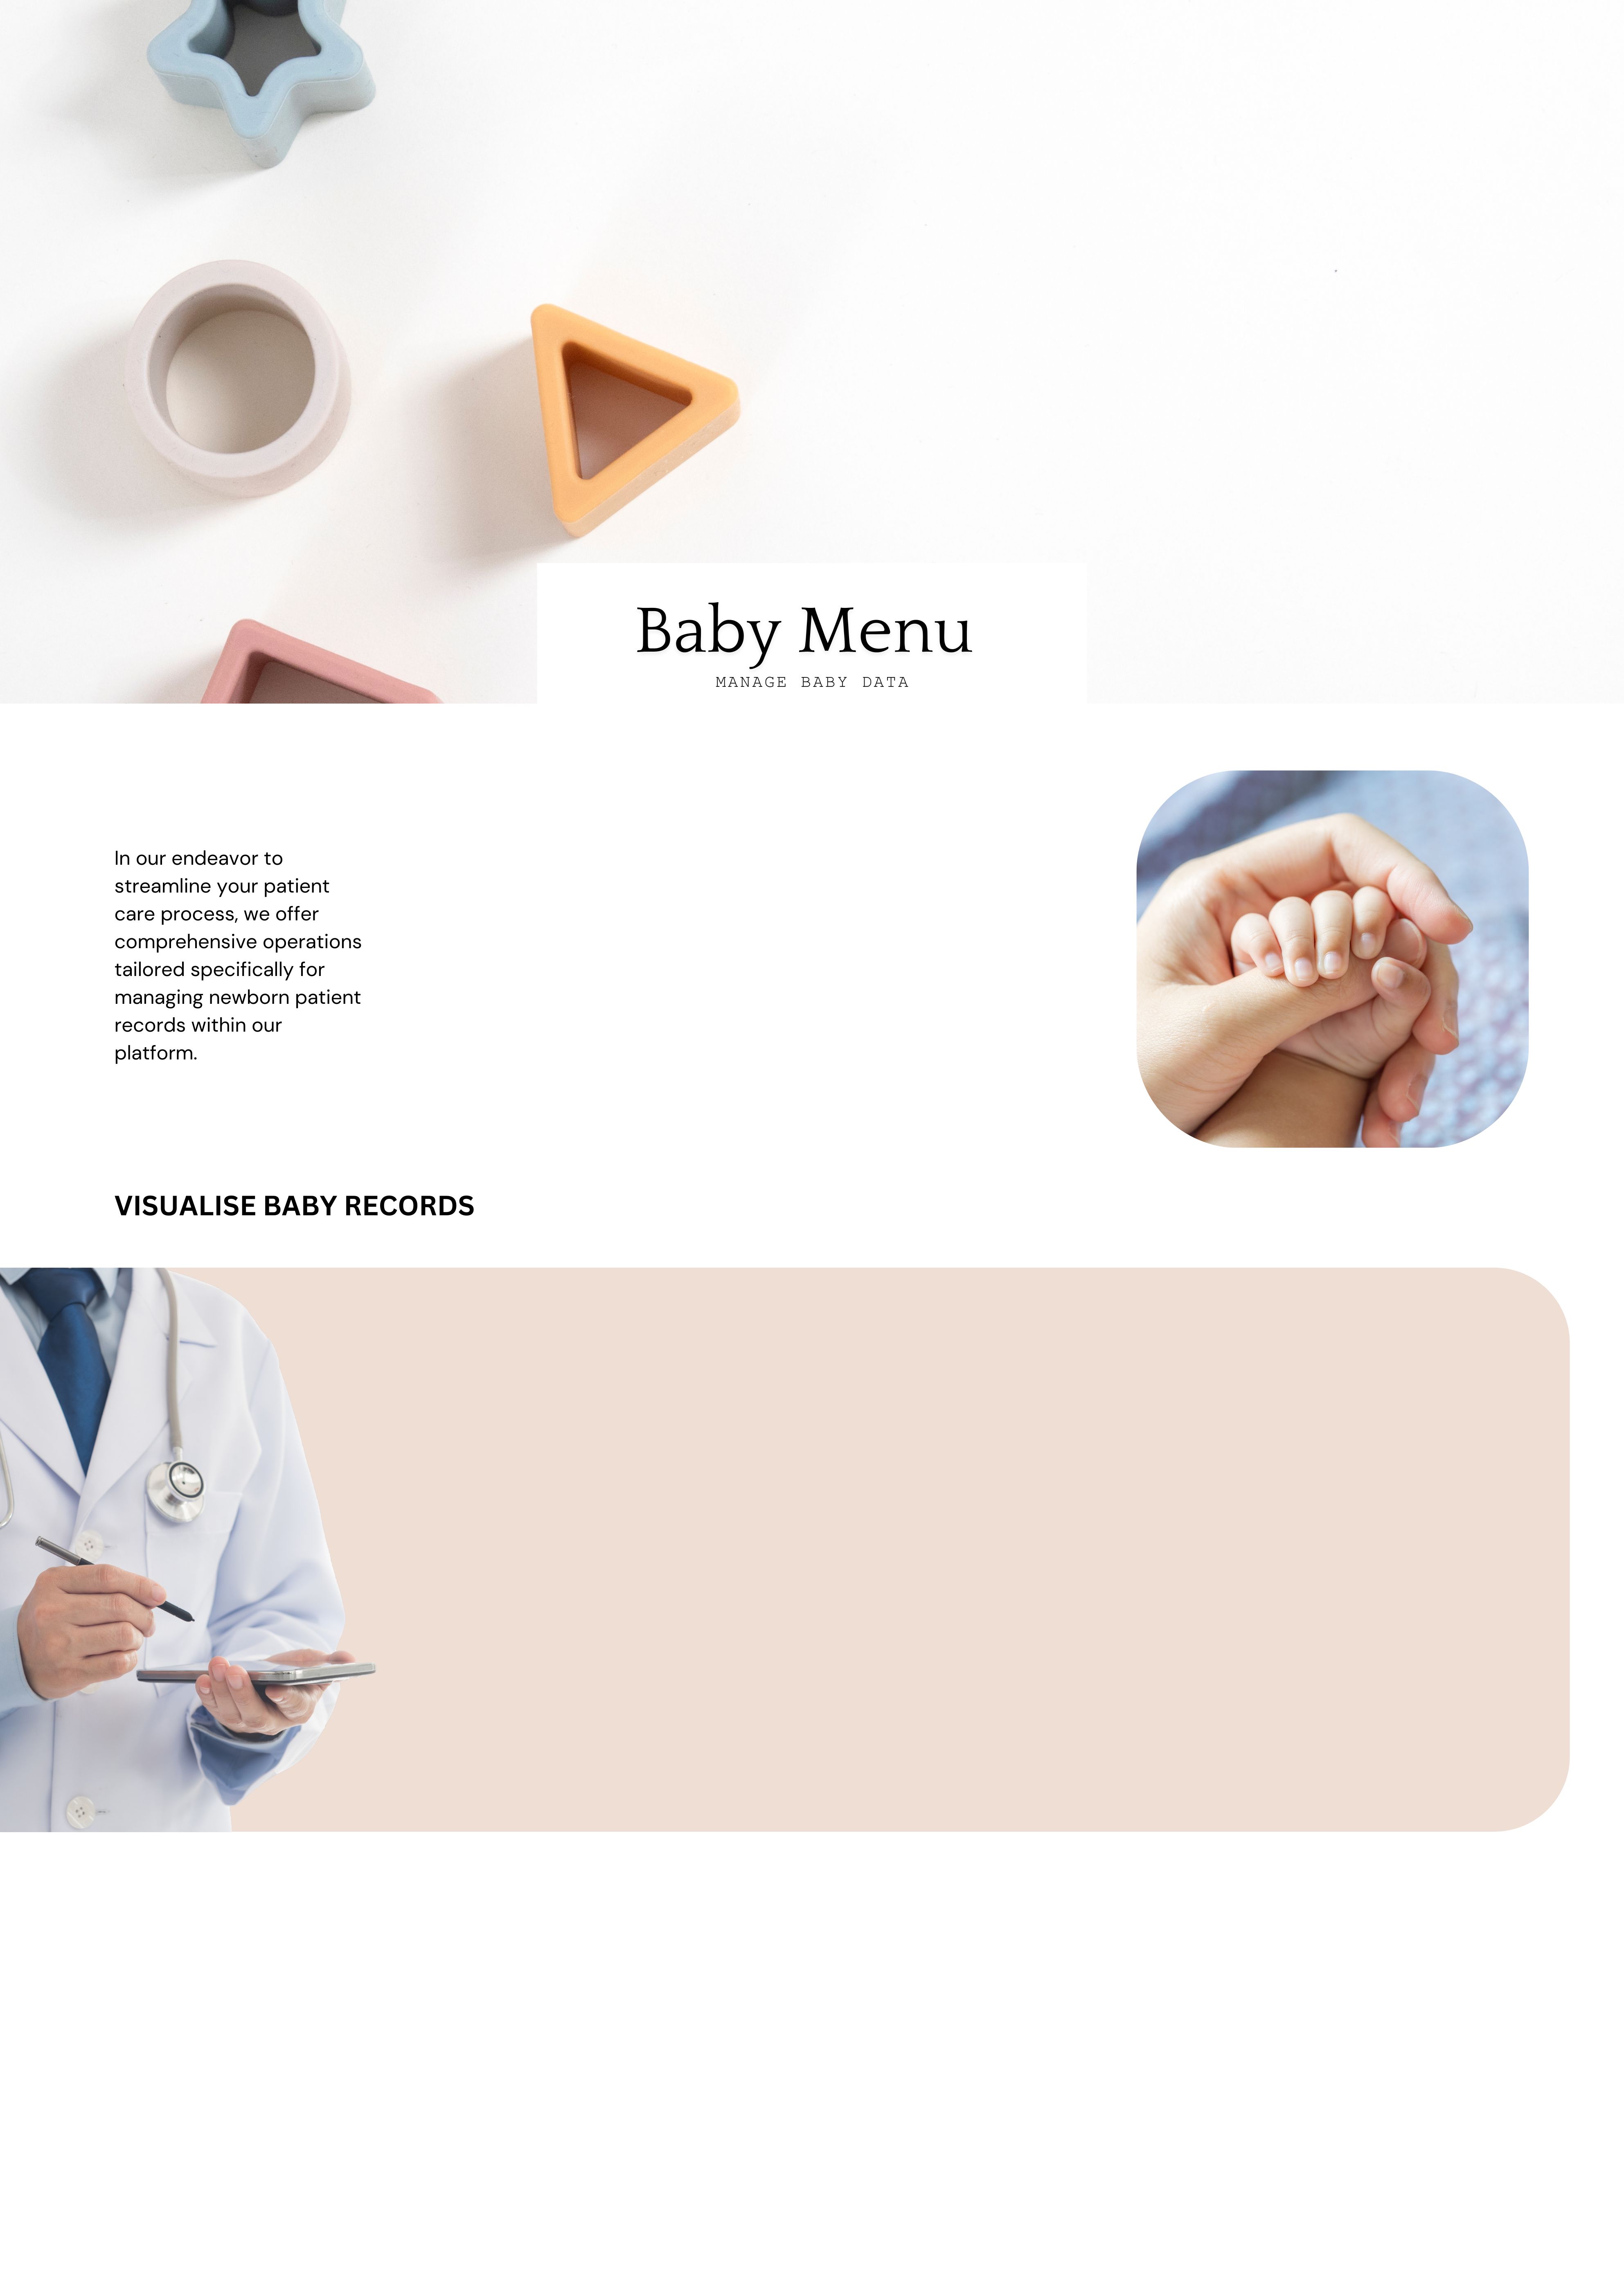 Baby Menu
MANAGE BABY DATA
In our endeavor to
streamline your patient
care process, we offer
comprehensive operations
tailored specifically for
managing newborn patient
records within our
platform.
VISUALISE BABY RECORDS